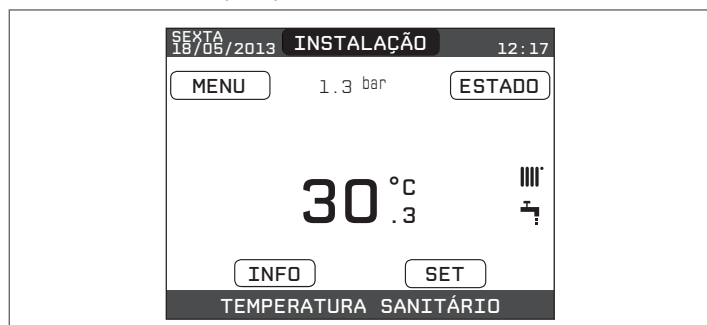 SEXTA
18/05/2013 INSTALAÇÃO 12:17
MENU 1.3 bar ESTADO
30.3 °C
INFO SET
TEMPERATURA SANITÁRIO